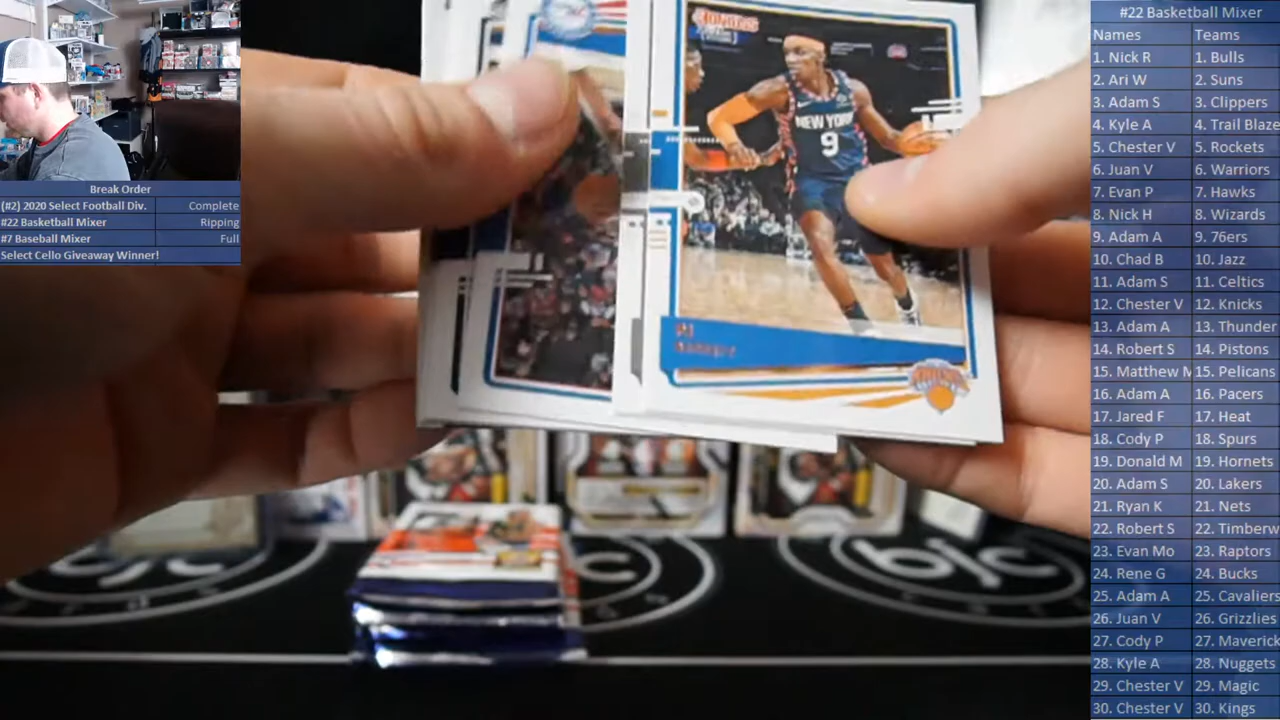 Break Order
(#2) 2020 Select Football Div. Complete
#22 Basketball Mixer Ripping
#7 Baseball Mixer Full
Select Cello Giveaway Winner!
DONRUSS
NEW YORK
9
RJ
BARRETT
bjc
bjc
#22 Basketball Mixer
Names Teams
1. Nick R 1. Bulls
2. Ari W 2. Suns
3. Adam S 3. Clippers
4. Kyle A 4. Trail Blaze
5. Chester V 5. Rockets
6. Juan V 6. Warriors
7. Evan P 7. Hawks
8. Nick H 8. Wizards
9. Adam A 9. 76ers
10. Chad B 10. Jazz
11. Adam S 11. Celtics
12. Chester V 12. Knicks
13. Adam A 13. Thunder
14. Robert S 14. Pistons
15. Matthew M 15. Pelicans
16. Adam A 16. Pacers
17. Jared F 17. Heat
18. Cody P 18. Spurs
19. Donald M 19. Hornets
20. Adam S 20. Lakers
21. Ryan K 21. Nets
22. Robert S 22. Timberw
23. Evan Mo 23. Raptors
24. Rene G 24. Bucks
25. Adam A 25. Cavaliers
26. Juan V 26. Grizzlies
27. Cody P 27. Maverick
28. Kyle A 28. Nuggets
29. Chester V 29. Magic
30. Chester V 30. Kings